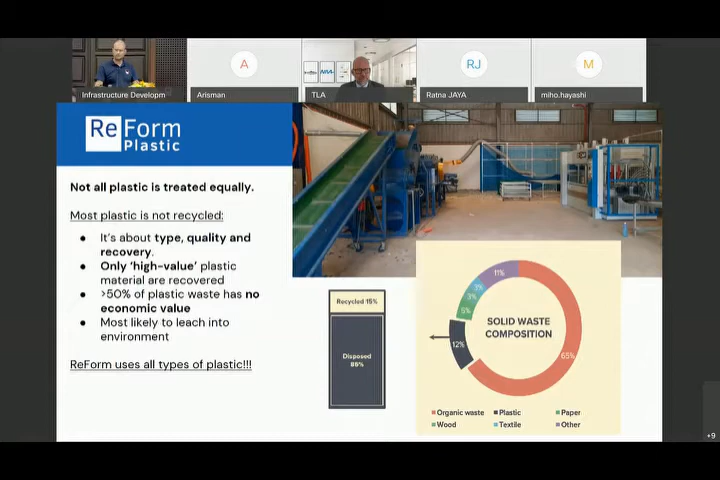 A
RJ
M
Infrastructure Developm
Arisman
TLA
Ratna JAYA
miho.hayashi
ReForm
Plastic
Not all plastic is treated equally.
Most plastic is not recycled:
● It's about type, quality and
recovery.
● Only 'high-value' plastic
material are recovered
● >50% of plastic waste has no
economic value
● Most likely to leach into
environment
ReForm uses all types of plastic!!!
Recycled 15%
Disposed
11%
3%
3%
5%
12%
65%
SOLID WASTE
COMPOSITION
Organic waste
Plastic
Paper
Wood
Textile
Other
+9